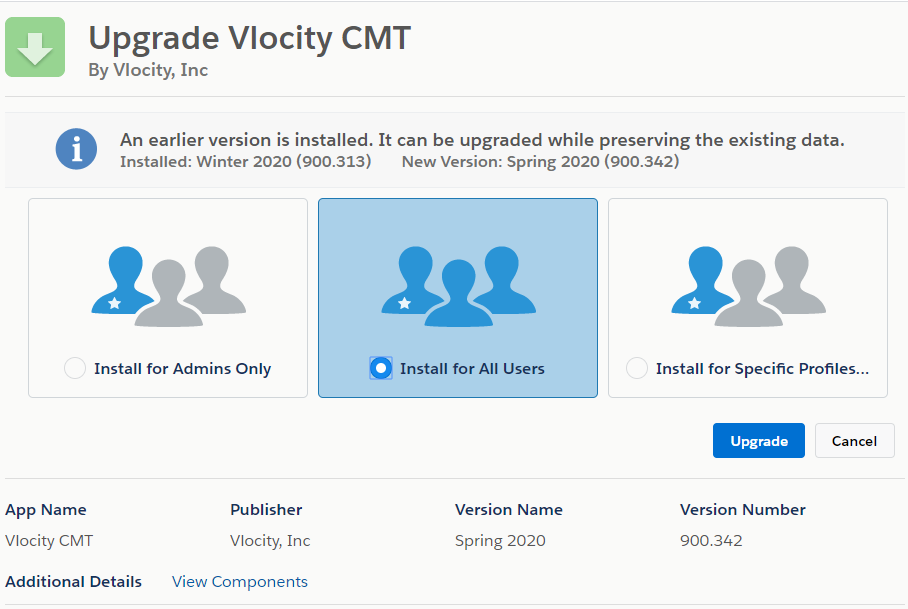 Upgrade Vlocity CMT
By Vlocity, Inc
An earlier version is installed. It can be upgraded while preserving the existing data.
Installed: Winter 2020 (900.313) New Version: Spring 2020 (900.342)
Install for Admins Only Install for All Users Install for Specific Profiles...
Upgrade Cancel
App Name Publisher Version Name Version Number
Vlocity CMT Vlocity, Inc Spring 2020 900.342
Additional Details View Components